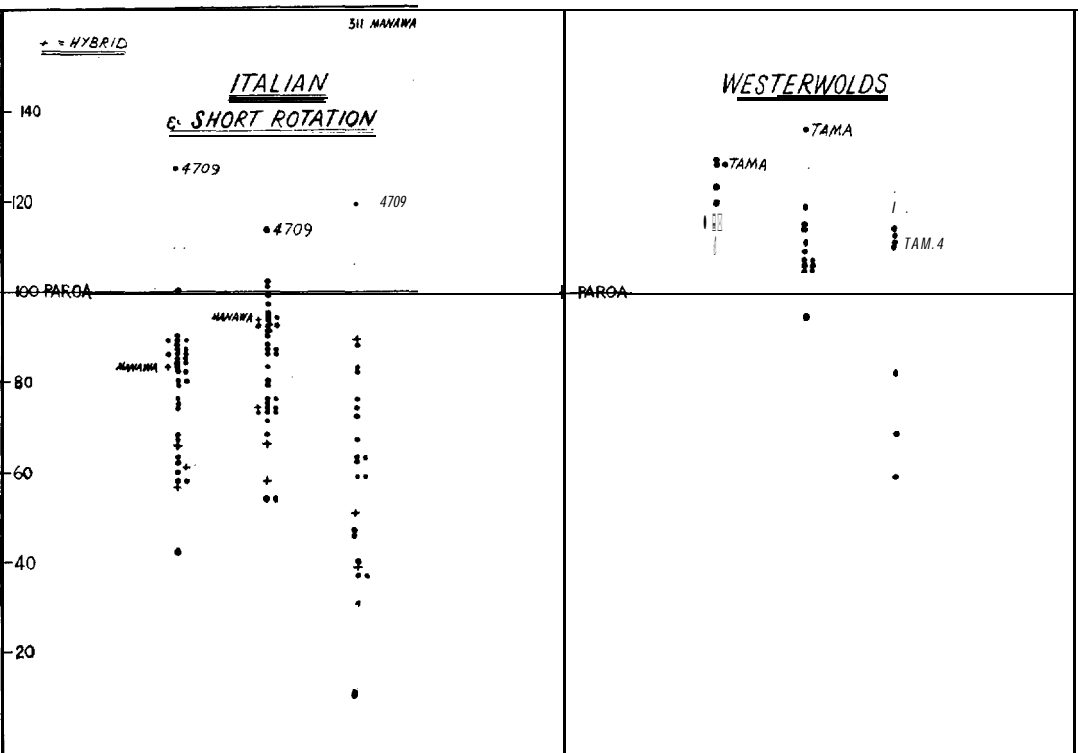 311 MANAWA
+ = HYBRID
ITALIAN
& SHORT ROTATION
WESTERWOLDS
140
TAMA
4709
TAMA
120
4709
4709
TAM.4
100 PAROA
PAROA
MANAWA
MANAWA
80
60
40
20